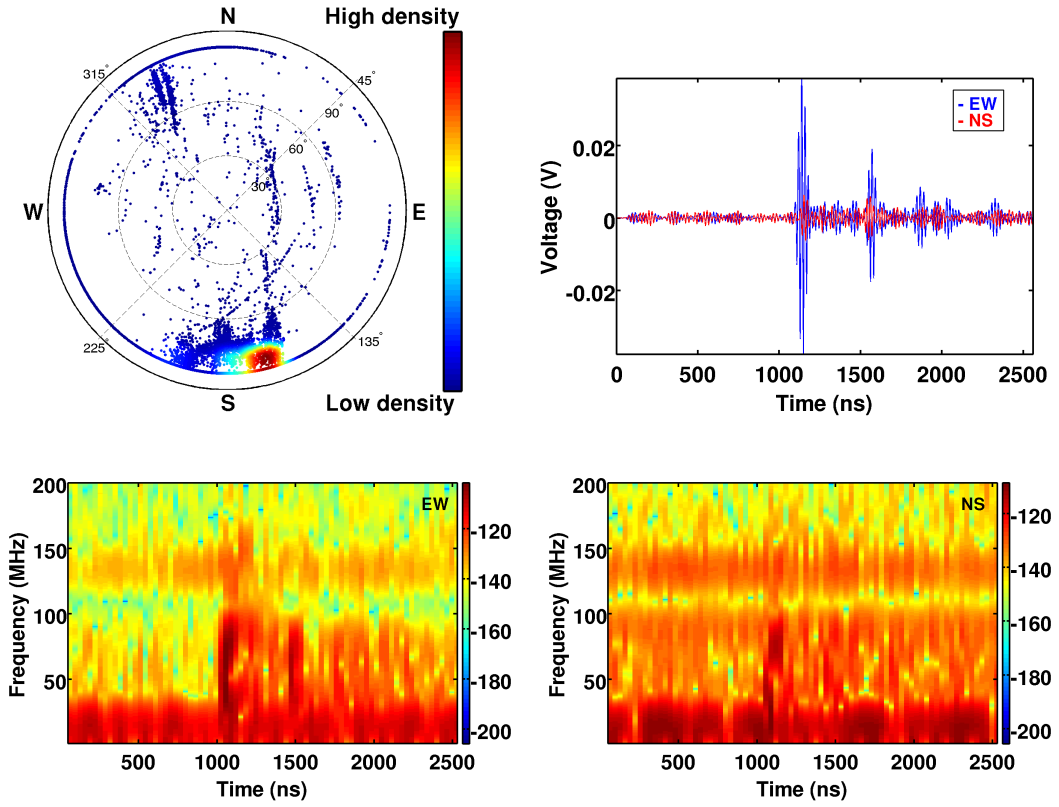 N
High density
315°
45°
90°
60°
30°
W
E
225°
135°
S
Low density
- EW
- NS
0.02
0
-0.02
Voltage (V)
0 500 1000 1500 2000 2500
Time (ns)
200
150
100
50
Frequency (MHz)
EW
-120
-140
-160
-180
-200
500 1000 1500 2000 2500
Time (ns)
200
150
100
50
Frequency (MHz)
NS
-120
-140
-160
-180
-200
500 1000 1500 2000 2500
Time (ns)